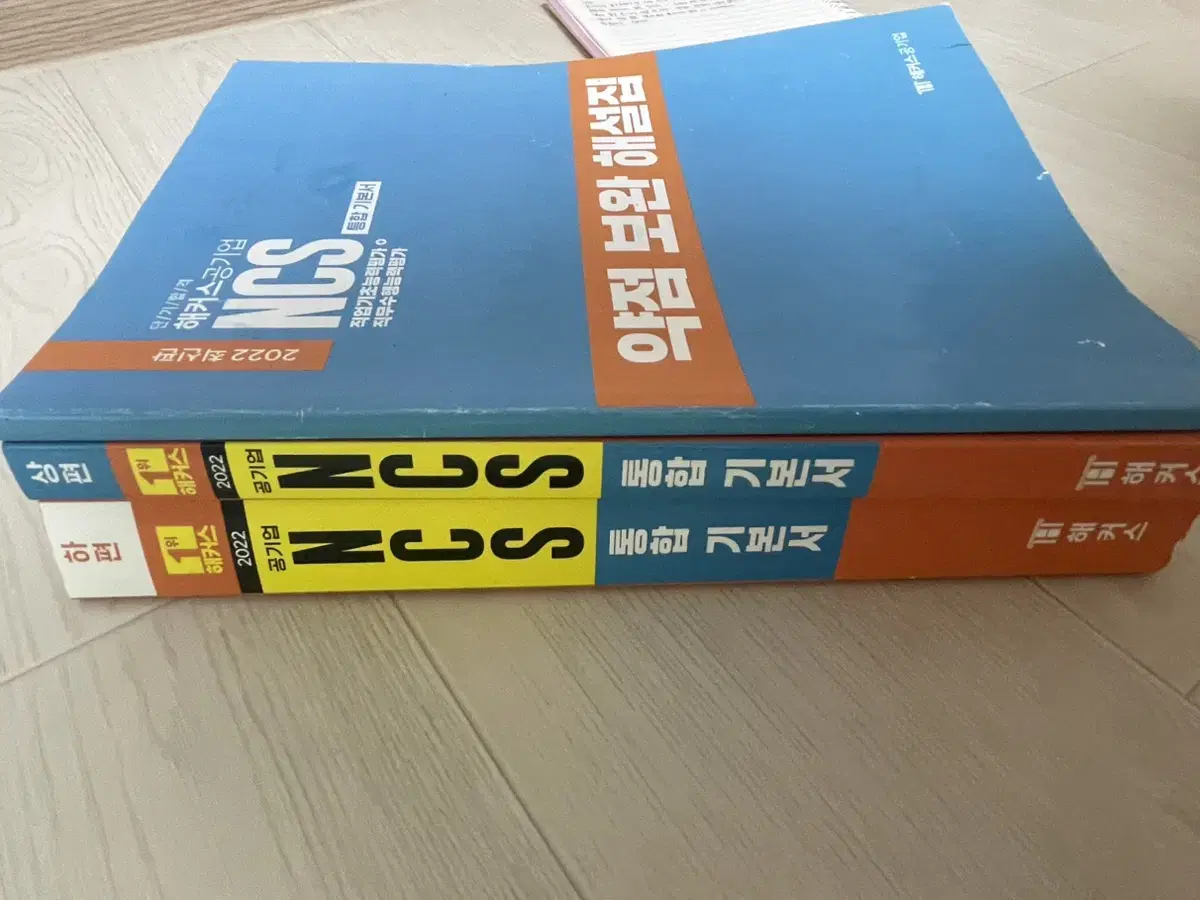 단/기/합/격
해커스공기업
NCS
통합 기본서
직업기초능력평가 0
직무수행능력평가
2022 최신판
약점 보완 해설집
해커스공기업
상편
1위
해커스
2022
공기업
NCS
통합 기본서
해커스
하편
1위
해커스
2022
공기업
NCS
통합 기본서
해커스